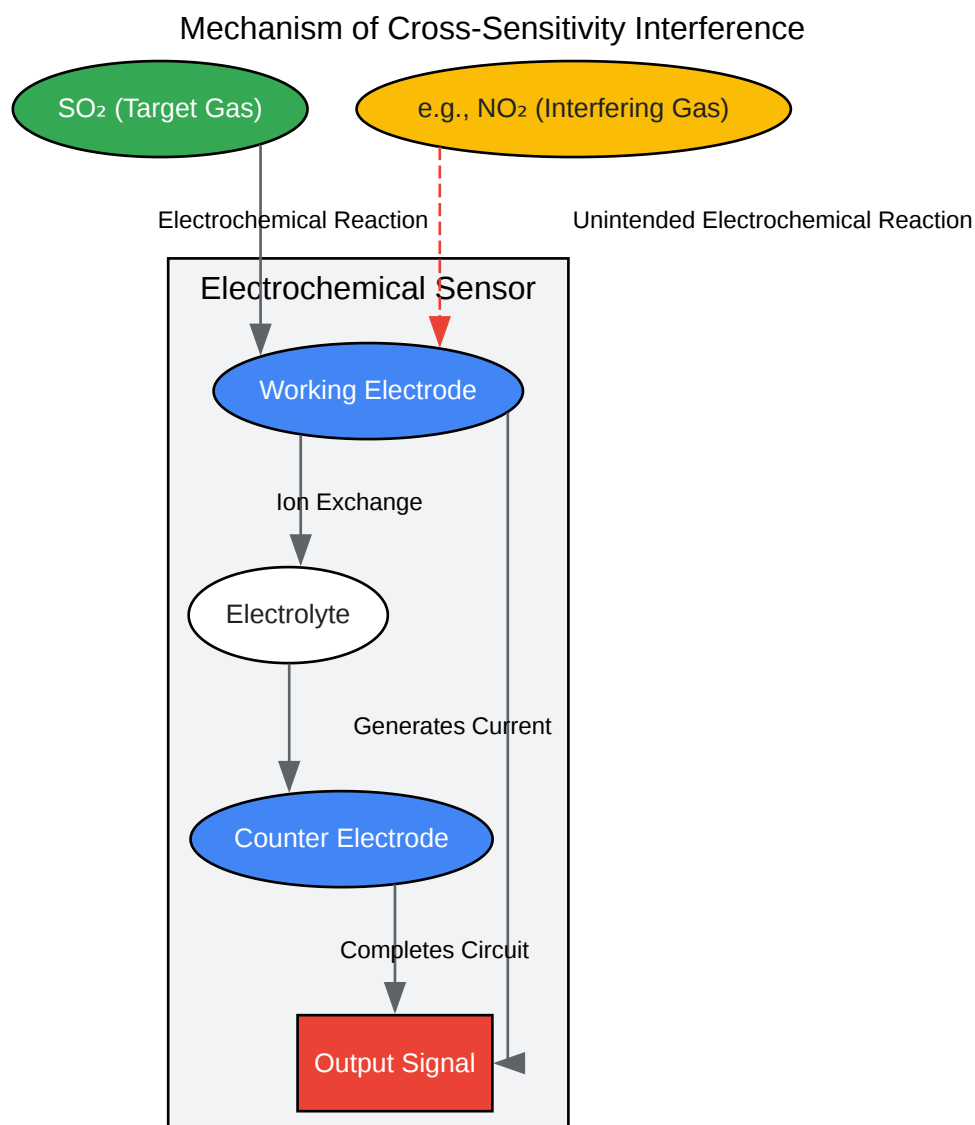 Mechanism of Cross-Sensitivity Interference
SO₂ (Target Gas)
e.g., NO₂ (Interfering Gas)
Electrochemical Reaction
Unintended Electrochemical Reaction
Electrochemical Sensor
Working Electrode
Ion Exchange
Electrolyte
Generates Current
Counter Electrode
Completes Circuit
Output Signal